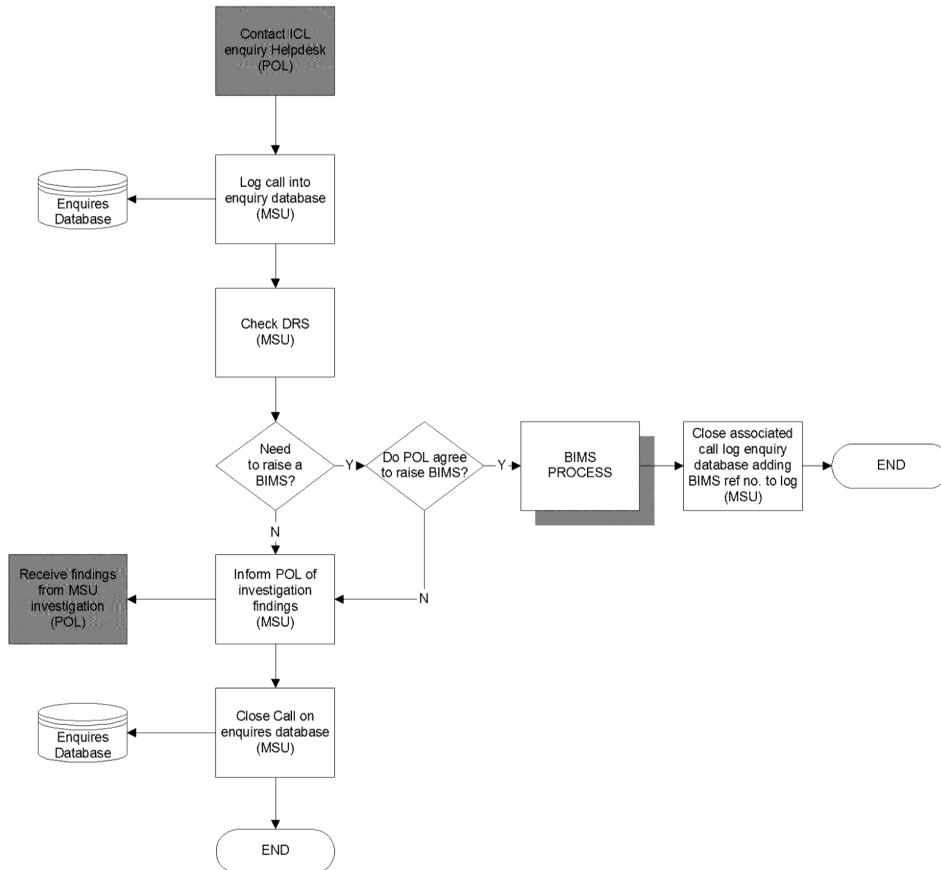 Contact ICL
enquiry Helpdesk
(POL)
Log call into
enquiry database
(MSU)
Enquires
Database
Check DRS
(MSU)
Need
to raise a
BIMS?
Y
Do POL agree
to raise BIMS?
Y
BIMS
PROCESS
Close associated
call log enquiry
database adding
BIMS ref no. to log
(MSU)
END
N
N
Receive findings
from MSU
investigation
(POL)
Inform POL of
investigation
findings
(MSU)
Enquires
Database
Close Call on
enquires database
(MSU)
END